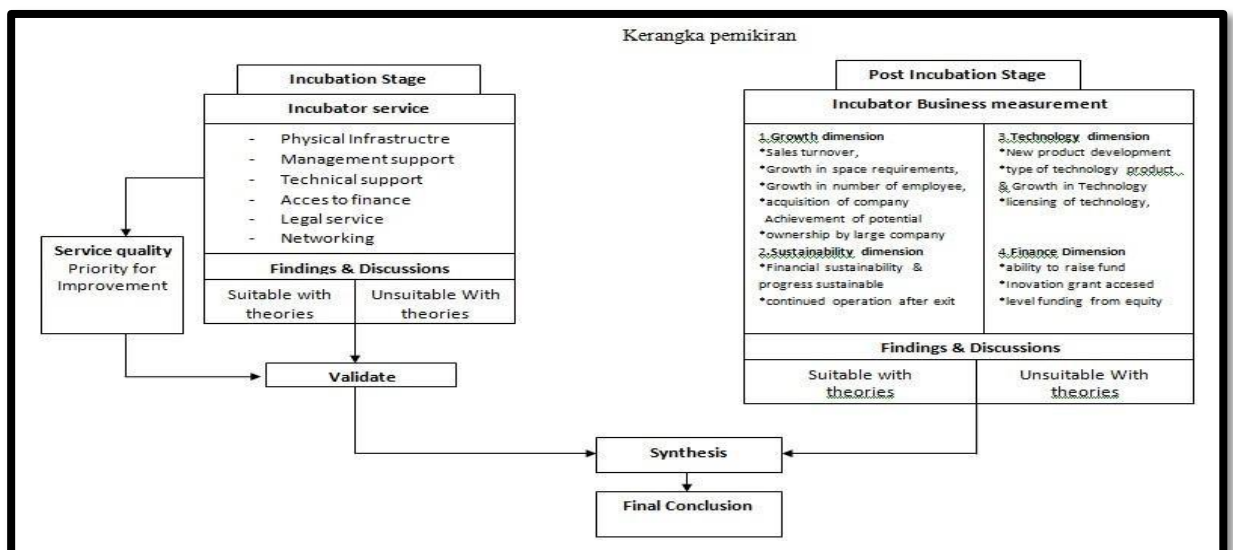 Kerangka pemikiran
Incubation Stage
Incubator service
- Physical Infrastructre
- Management support
- Technical support
- Acces to finance
- Legal service
- Networking
Findings & Discussions
Suitable with
theories
Unsuitable With
theories
Service quality
Priority for
Improvement
Validate
Post Incubation Stage
Incubator Business measurement
1.Growth dimension
*Sales turnover,
*Growth in space requirements,
*Growth in number of employee,
*acquisition of company
Achievement of potential
*ownership by large company
2.Sustainability dimension
*Financial sustainability &
progress sustainable
*continued operation after exit
3.Technology dimension
*New product development
*type of technology product
& Growth in Technology
*licensing of technology,
4.Finance Dimension
*ability to raise fund
*Inovation grant accesed
*level funding from equity
Findings & Discussions
Suitable with
theories
Unsuitable With
theories
Synthesis
Final Conclusion